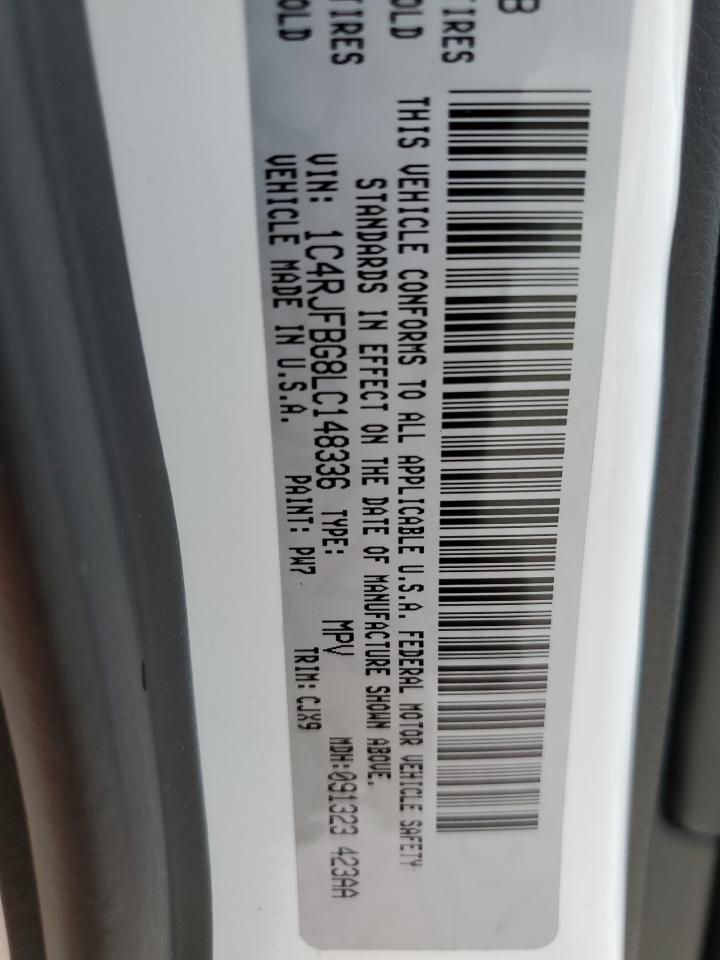 B
TIRES
OLD
TIRES
OLD
THIS VEHICLE CONFORMS TO ALL APPLICABLE U.S.A. FEDERAL MOTOR VEHICLE SAFETY
STANDARDS IN EFFECT ON THE DATE OF MANUFACTURE SHOWN ABOVE.
VIN: 1C4RJFBG8LC148336 TYPE: MPV MDH:091323 423AA
VEHICLE MADE IN U.S.A. PAINT: PW7 TRIM:CJX9